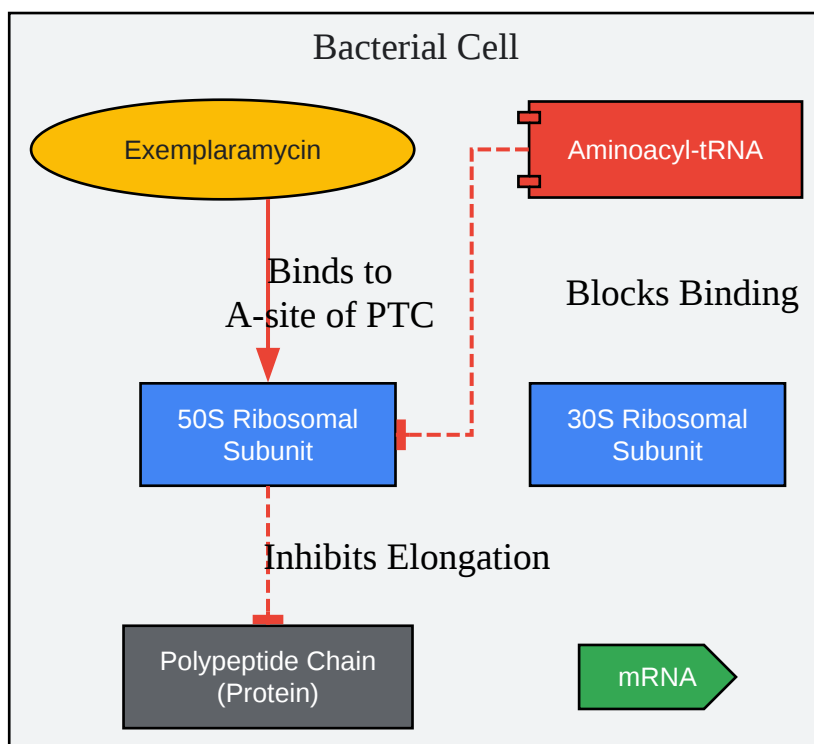 Bacterial Cell
Exemplaramycin
Aminoacyl-tRNA
Binds to
A-site of PTC
Blocks Binding
50S Ribosomal
Subunit
30S Ribosomal
Subunit
Inhibits Elongation
Polypeptide Chain
(Protein)
mRNA